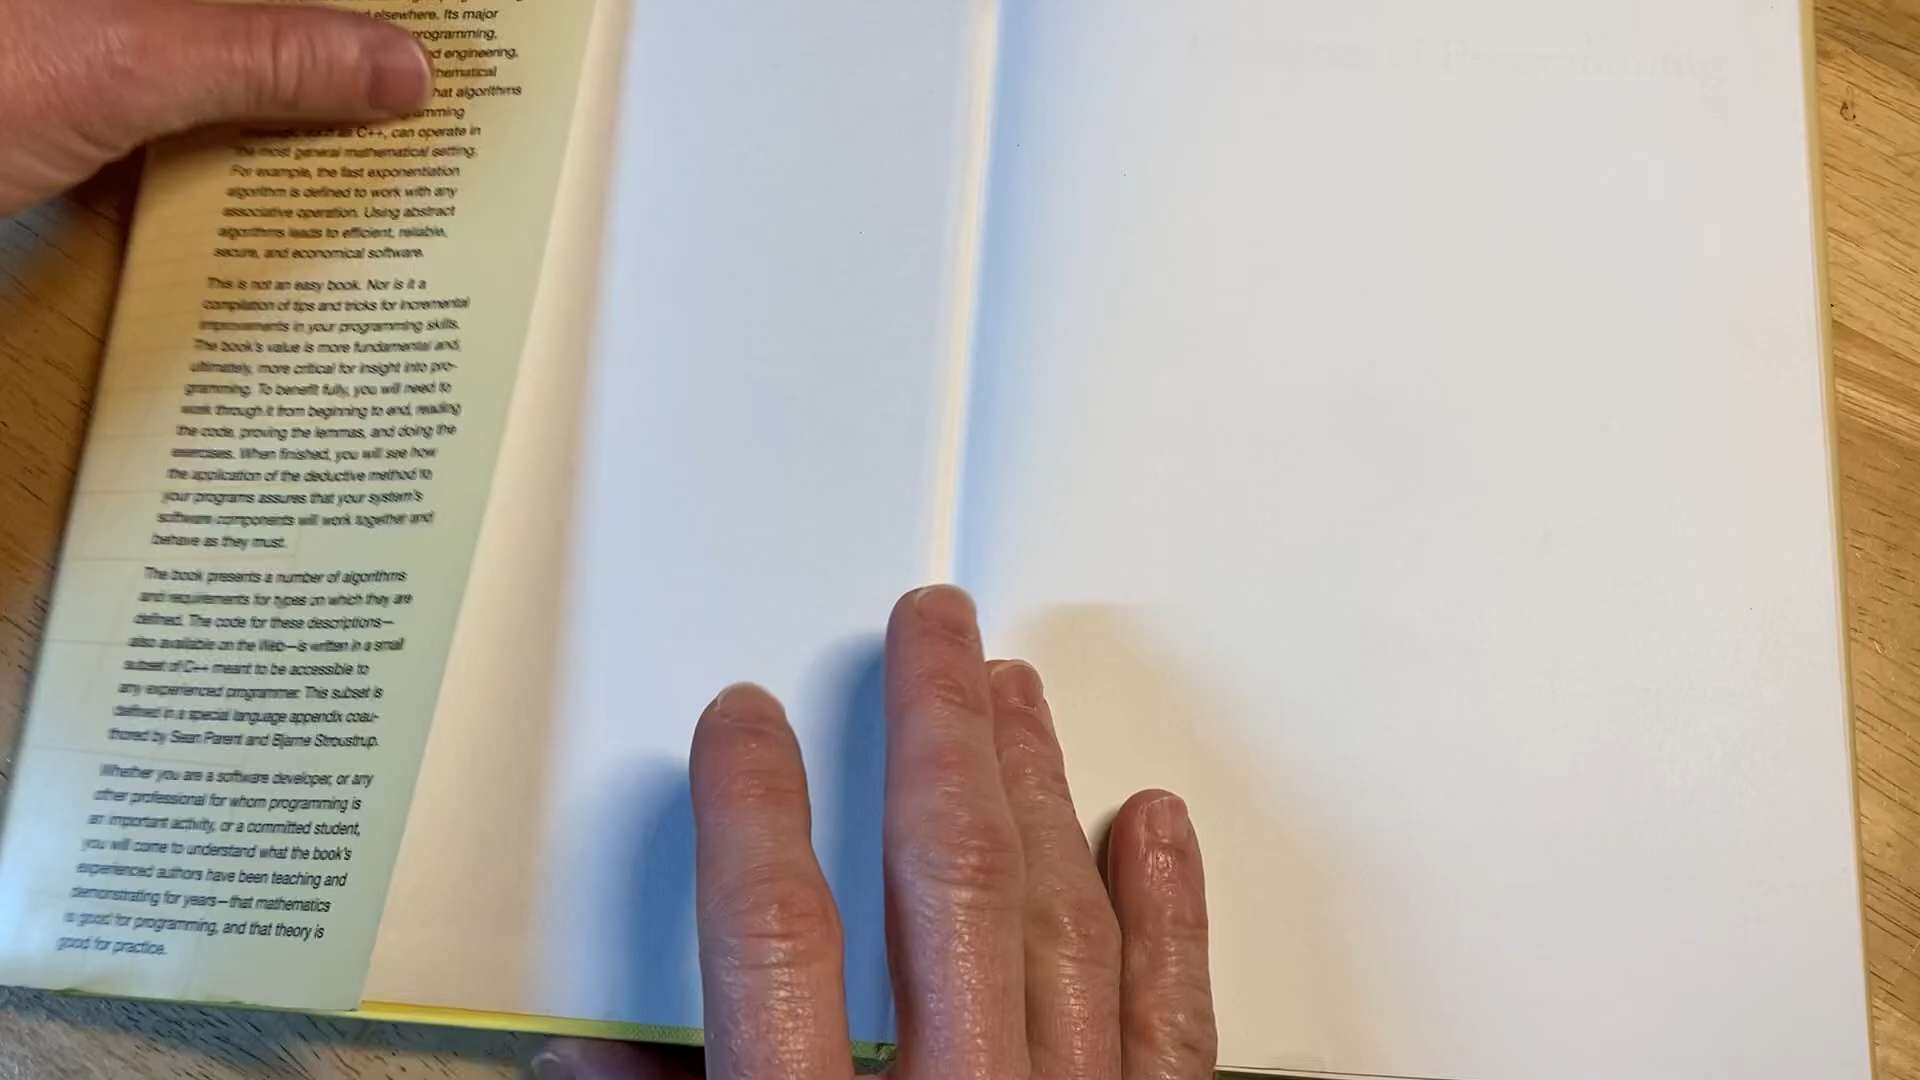 elsewhere. Its major
programming,
engineering,
hat algorithms
C++, can operate in
the most general mathematical setting.
For example, the fast exponentiation
algorithm is defined to work with any
associative operation. Using abstract
algorithms leads to efficient, reliable,
secure, and economical software.
This is not an easy book. Nor is it a
compilation of tips and tricks for incremental
improvements in your programming skills.
The book's value is more fundamental and,
ultimately, more critical for insight into pro-
gramming. To benefit fully, you will need to
work through it from beginning to end, reading
the code, proving the lemmas, and doing the
exercises. When finished, you will see how
the application of the deductive method to
your programs assures that your system's
software components will work together and
behave as they must.
The book presents a number of algorithms
and requirements for types on which they are
defined. The code for these descriptions—
also available on the Web—is written in a small
subset of C++ meant to be accessible to
any experienced programmer. This subset is
defined in a special language appendix coau-
thored by Sean Parent and Bjarne Stroustrup.
Whether you are a software developer, or any
other professional for whom programming is
an important activity, or a committed student,
you will come to understand what the book's
experienced authors have been teaching and
demonstrating for years—that mathematics
is good for programming, and that theory is
good for practice.
of Programming